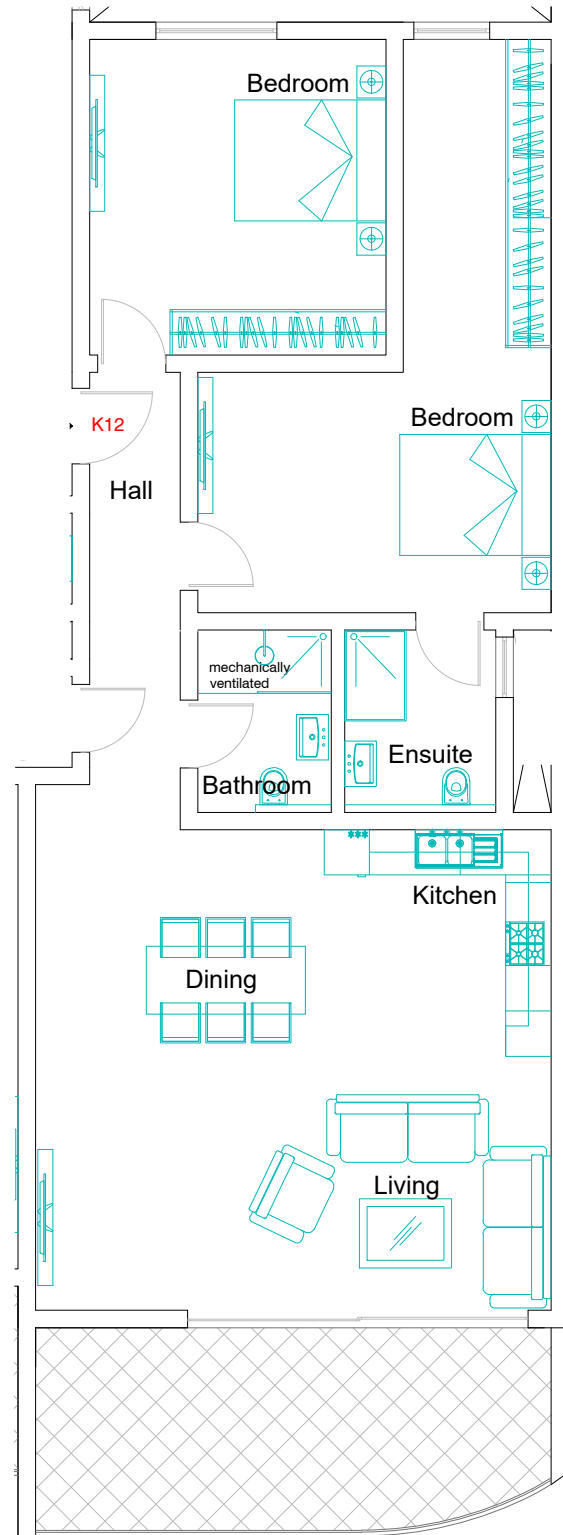 Bedroom
Bedroom
K12
Hall
mechanically
ventilated
Ensuite
Bathroom
Kitchen
Dining
Living